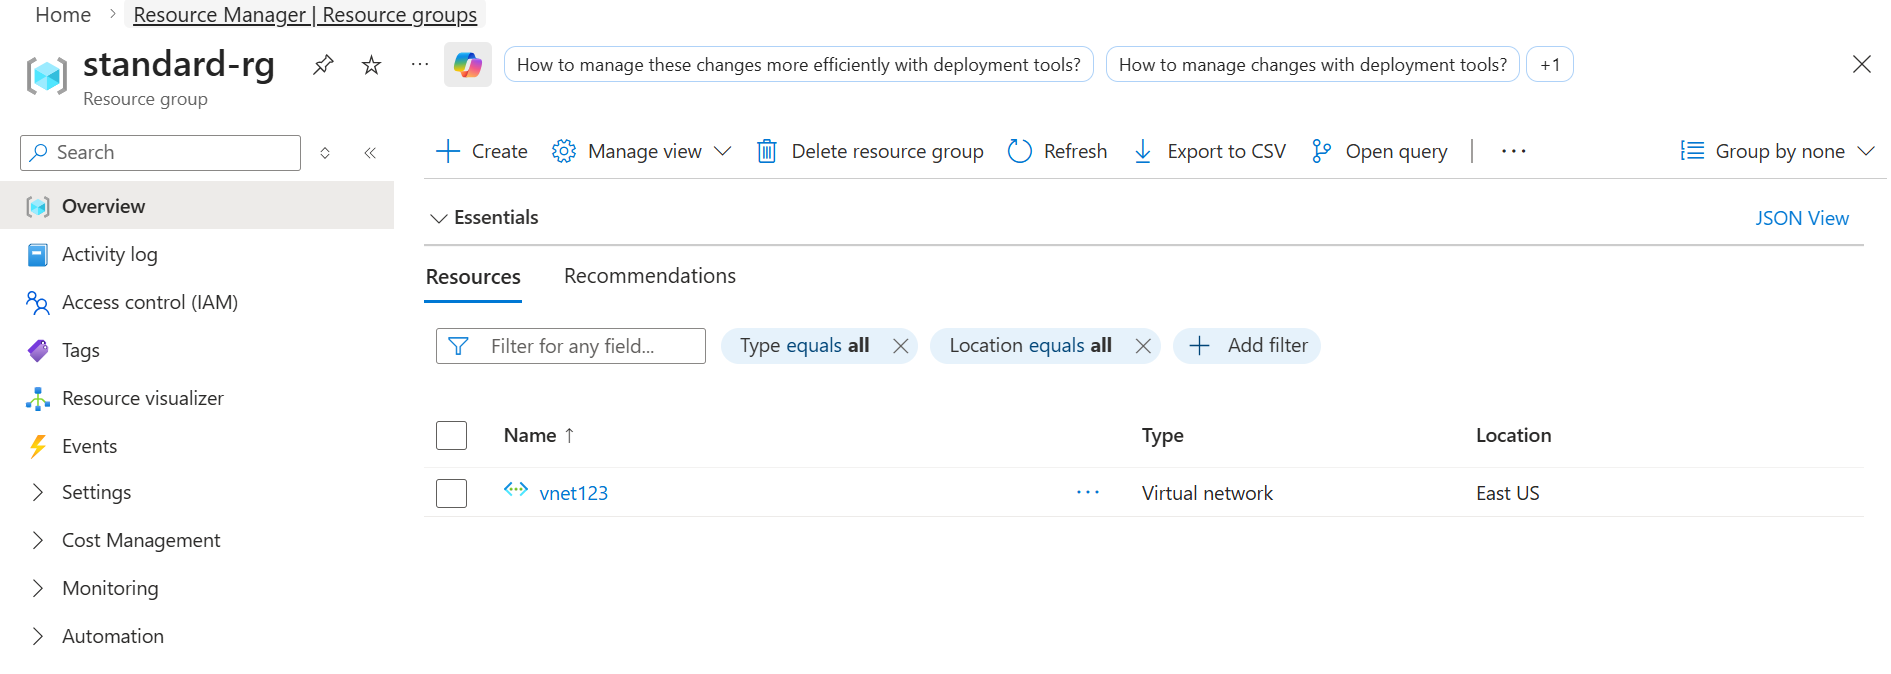 Home > Resource Manager | Resource groups
standard-rg
Resource group
How to manage these changes more efficiently with deployment tools?
How to manage changes with deployment tools?
+1
Search
Create
Manage view
Delete resource group
Refresh
Export to CSV
Open query
Group by none
Overview
Activity log
Access control (IAM)
Tags
Resource visualizer
Events
Settings
Cost Management
Monitoring
Automation
Essentials
JSON View
Resources
Recommendations
Filter for any field...
Type equals all
Location equals all
Add filter
Name ↑
Type
Location
vnet123
Virtual network
East US